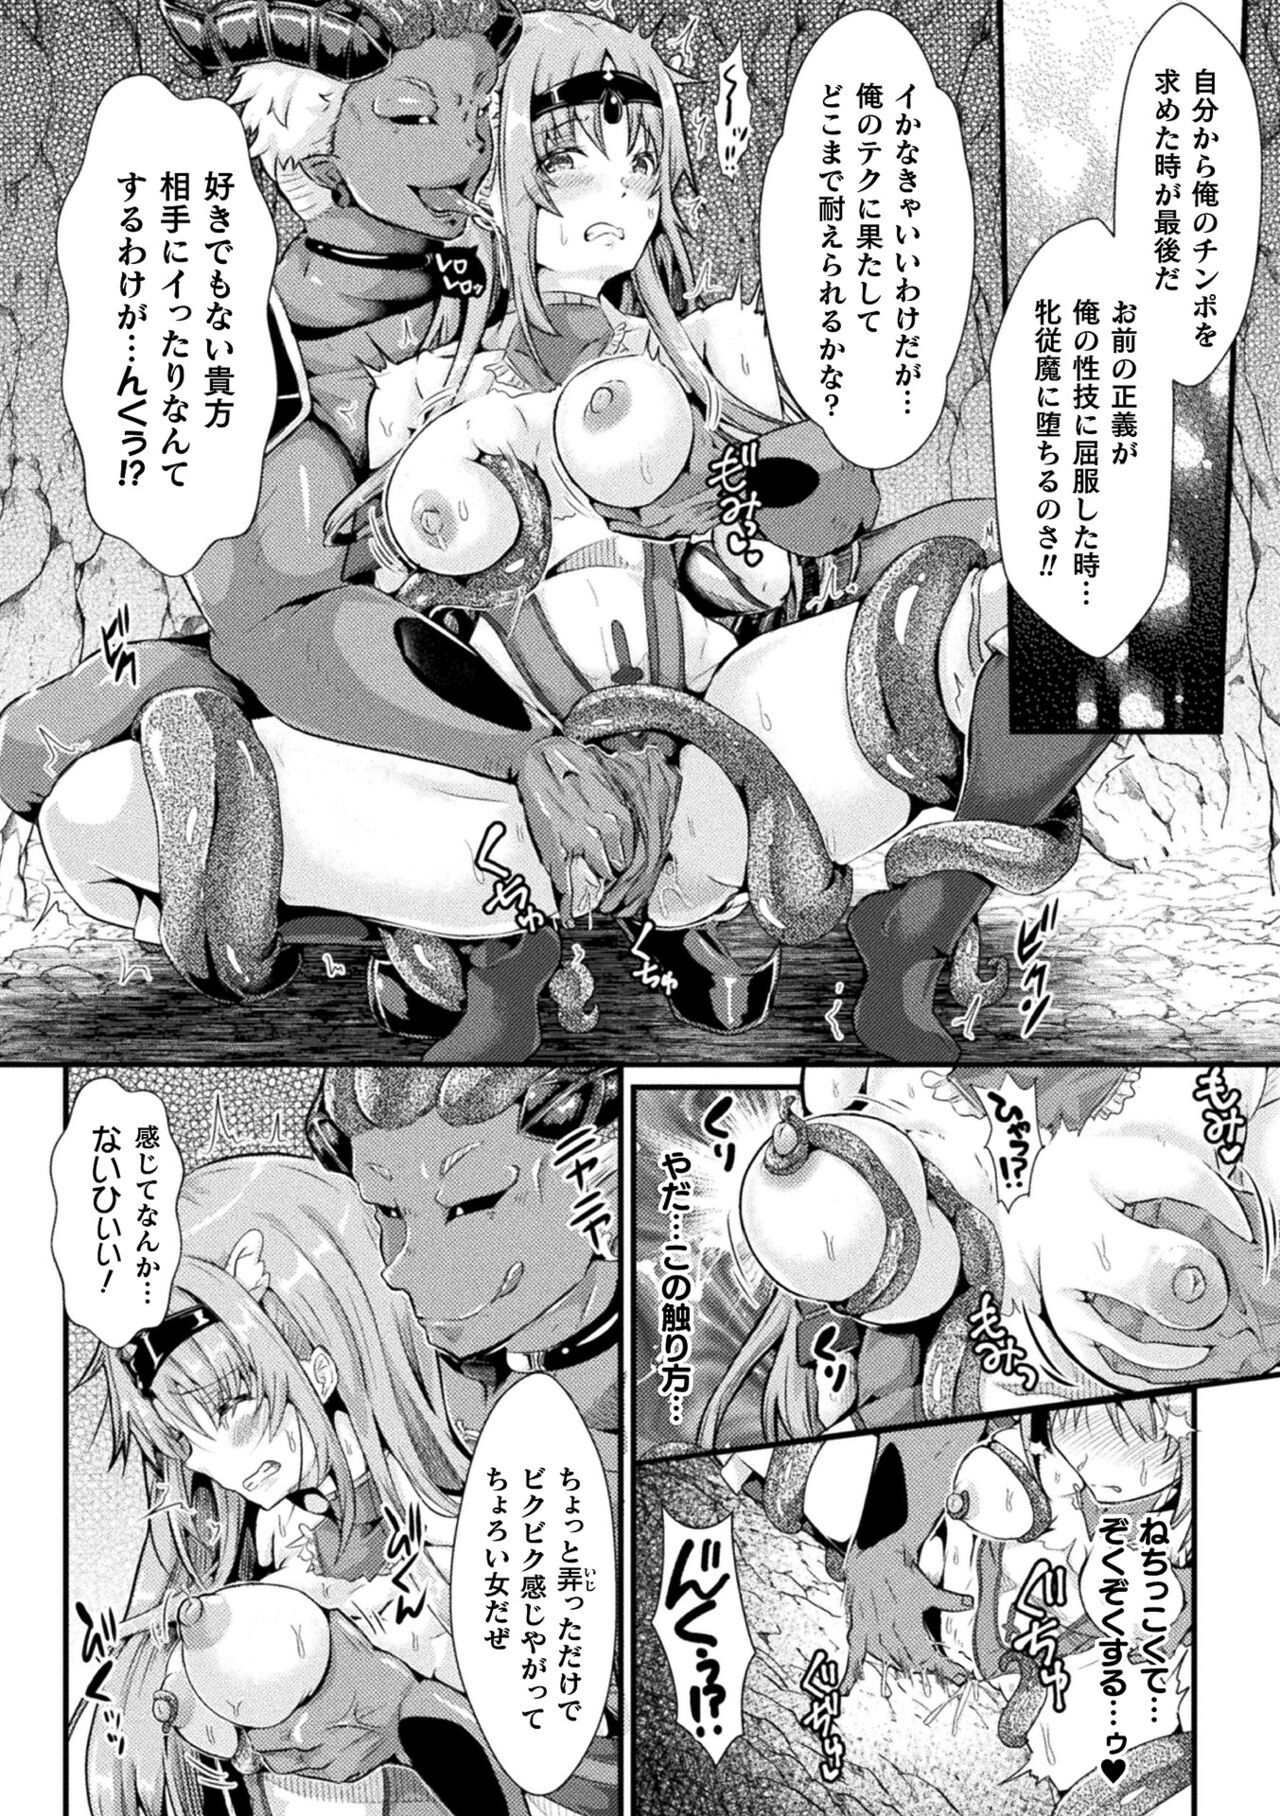 自分から俺のチンポを
求めた時が最後だ
お前の正義が
俺の性技に屈服した時…
牝従魔に堕ちるのさ!!
イかなきゃいいわけだが…
俺のテクに果たして
どこまで耐えられるかな?
好きでもない貴方
相手にイったりなんて
するわけが…んくぅ!?
レロ
レロッ
もみっ♡♡
ビクッ
くちゅ
くちゅ
ビクン
もみ♡
ひゃっ!?
くり
やだ…この触り方…
くり
もみっ
ねちっこくて…
ぞくぞくする…ゥ♥
ぐちゅ
んくぅ!?
感じてなんか…
ないひぃい!
ニヤニヤ
ちょっと弄っただけで
いじ
ビクビク感じやがって
ちょろい女だぜ